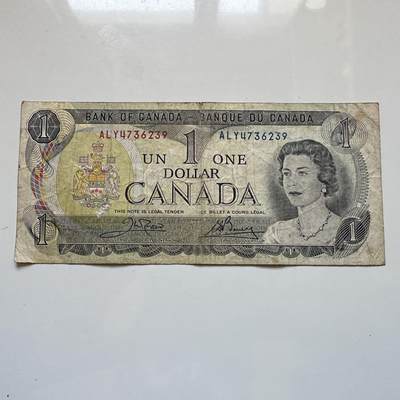 BANK OF CANADA – BANQUE DU CANADA
1 ALY4736239 1 ALY4736239 1
UN 1 ONE
DOLLAR
CANADA
THIS NOTE IS LEGAL TENDER CE BILLET A COURS LÉGAL
1 1